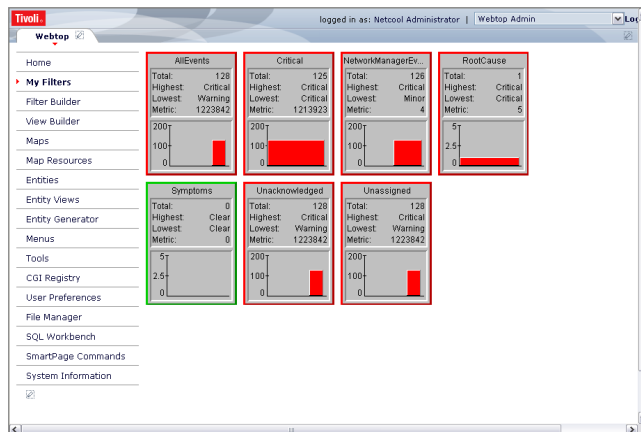 Tivoli.
logged in as: Netcool Administrator | Webtop Admin
Webtop
Home
My Filters
Filter Builder
View Builder
Maps
Map Resources
Entities
Entity Views
Entity Generator
Menus
Tools
CGI Registry
User Preferences
File Manager
SQL Workbench
SmartPage Commands
System Information
AllEvents
Total: 128
Highest: Critical
Lowest: Warning
Metric: 1223842
200
100
0
Critical
Total: 125
Highest: Critical
Lowest: Critical
Metric: 1213923
200
100
0
NetworkManagerEv...
Total: 126
Highest: Critical
Lowest: Minor
Metric: 4
200
100
0
RootCause
Total: 1
Highest: Critical
Lowest: Critical
Metric: 5
5
2.5
0
Symptoms
Total: 0
Highest: Clear
Lowest: Clear
Metric: 0
5
2.5
0
Unacknowledged
Total: 128
Highest: Critical
Lowest: Warning
Metric: 1223842
200
100
0
Unassigned
Total: 128
Highest: Critical
Lowest: Warning
Metric: 1223842
200
100
0